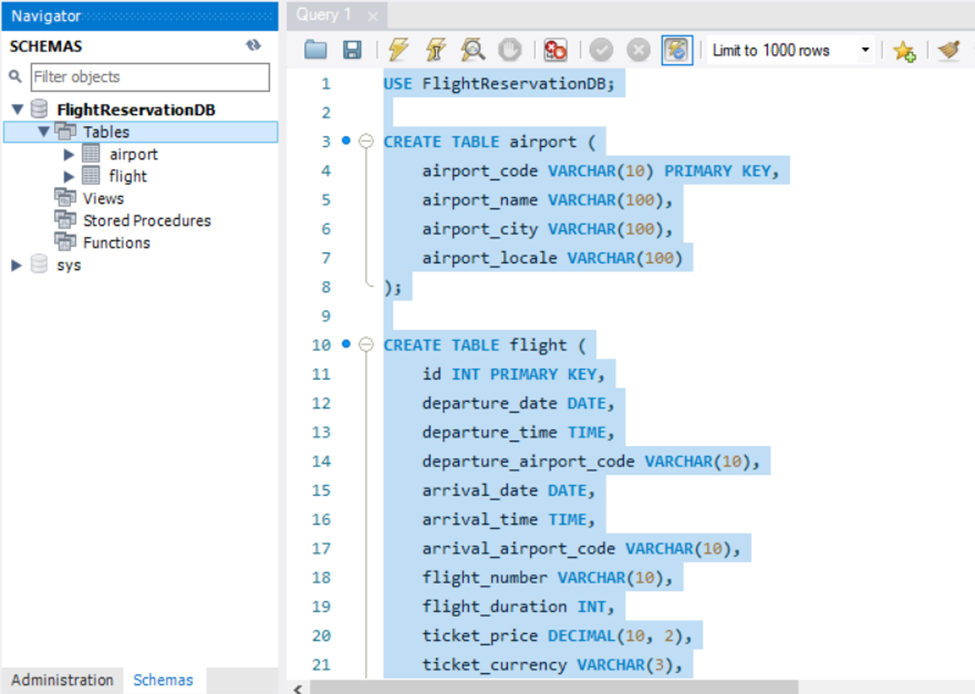 Navigator
SCHEMAS
Filter objects
FlightReservationDB
Tables
airport
flight
Views
Stored Procedures
Functions
sys
Administration Schemas
Query 1
Limit to 1000 rows
1 USE FlightReservationDB;
2
3 CREATE TABLE airport (
4 airport_code VARCHAR(10) PRIMARY KEY,
5 airport_name VARCHAR(100),
6 airport_city VARCHAR(100),
7 airport_locale VARCHAR(100)
8 );
9
10 CREATE TABLE flight (
11 id INT PRIMARY KEY,
12 departure_date DATE,
13 departure_time TIME,
14 departure_airport_code VARCHAR(10),
15 arrival_date DATE,
16 arrival_time TIME,
17 arrival_airport_code VARCHAR(10),
18 flight_number VARCHAR(10),
19 flight_duration INT,
20 ticket_price DECIMAL(10, 2),
21 ticket_currency VARCHAR(3),